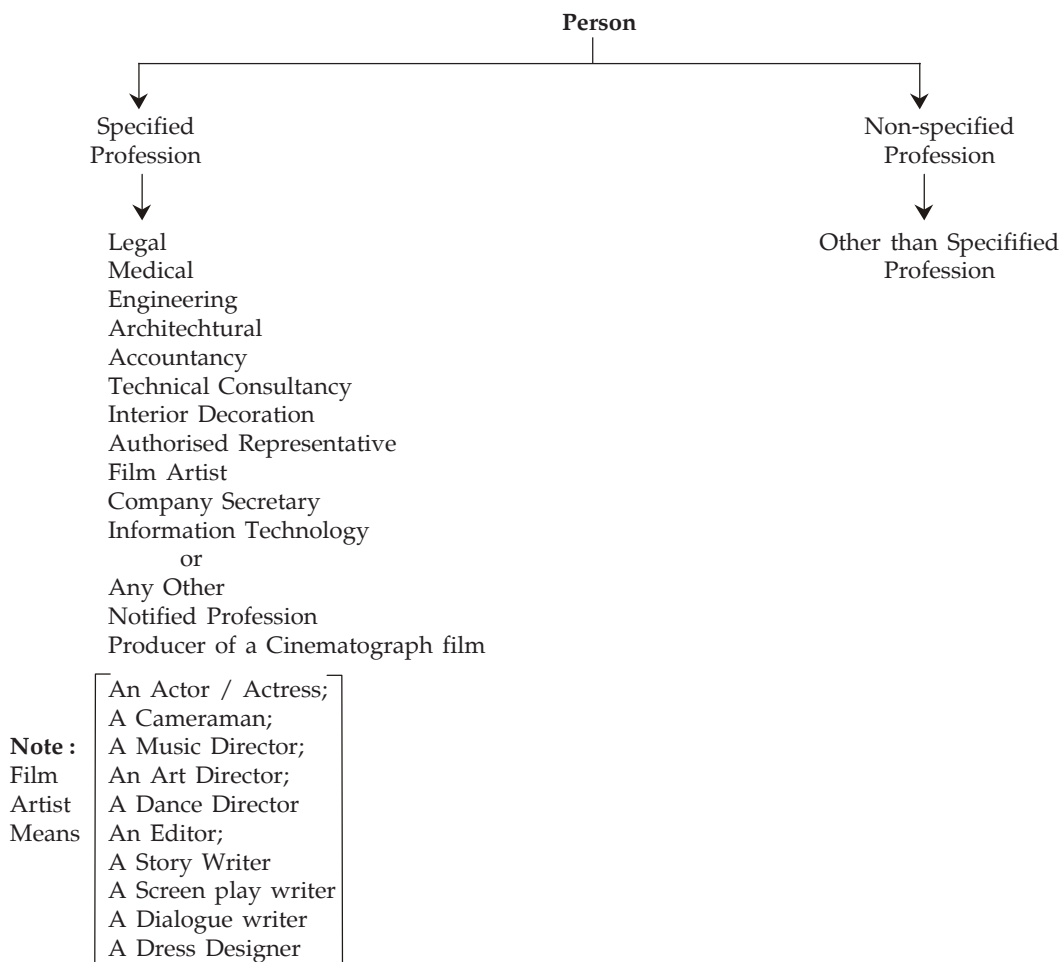 Person
Specified
Profession
Non-specified
Profession
Legal
Medical
Engineering
Architechtural
Accountancy
Technical Consultancy
Interior Decoration
Authorised Representative
Film Artist
Company Secretary
Information Technology
or
Any Other
Notified Profession
Producer of a Cinematograph film
Other than Specifified
Profession
Note :
Film
Artist
Means
An Actor / Actress;
A Cameraman;
A Music Director;
An Art Director;
A Dance Director
An Editor;
A Story Writer
A Screen play writer
A Dialogue writer
A Dress Designer